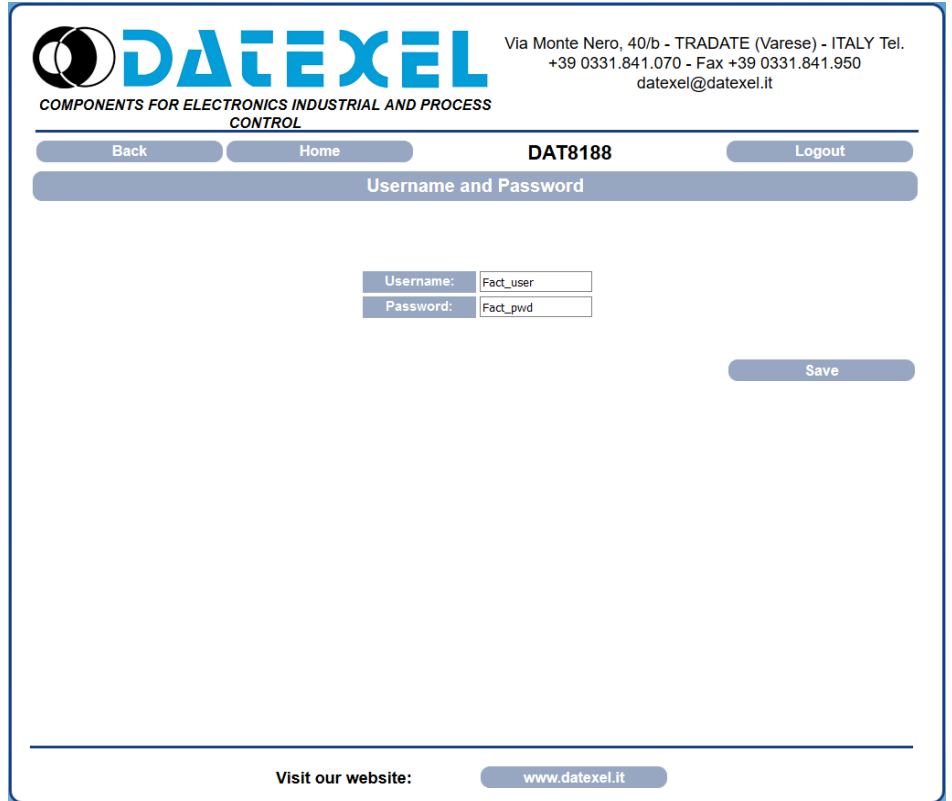 DATEXEL
COMPONENTS FOR ELECTRONICS INDUSTRIAL AND PROCESS
CONTROL
Via Monte Nero, 40/b - TRADATE (Varese) - ITALY Tel.
+39 0331.841.070 - Fax +39 0331.841.950
datexel@datexel.it
Back Home DAT8188 Logout
Username and Password
Username: Fact_user
Password: Fact_pwd
Save
Visit our website: www.datexel.it